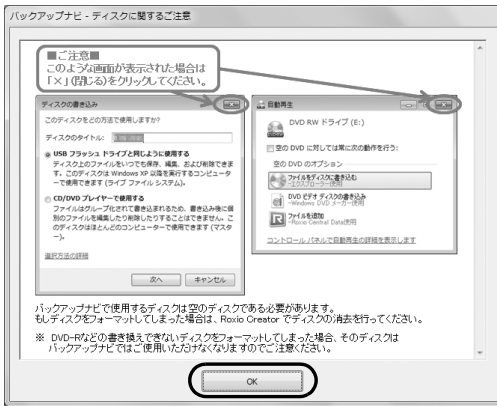 バックアップナビ - ディスクに関するご注意
■ご注意■
このような画面が表示された場合は
「×」(閉じる)をクリックしてください。
ディスクの書き込み
このディスクをどの方法で使用しますか?
ディスクのタイトル:
USB フラッシュ ドライブと同じように使用する
ディスク上のファイルをいつでも保存、編集、および削除できま
す。このディスクは Windows XP 以降を実行するコンピュータ
ーで使用できます (ライブ ファイル システム)。
CD/DVD プレイヤーで使用する
ファイルはグループ化されて書き込まれるため、書き込み後に個
別のファイルを編集したり削除したりすることはできません。こ
のディスクはほとんどのコンピューターで使用できます (マスタ
ー)。
選択方法の詳細
次へ
キャンセル
自動再生
DVD RW ドライブ (E:)
空の DVD に対しては常に次の動作を行う:
空の DVD のオプション
ファイルをディスクに書き込む
-エクスプローラー使用
DVD ビデオ ディスクの書き込み
-Windows DVD メーカー使用
ファイルを追加
-Roxio Central Data使用
コントロール パネルで自動再生の詳細を表示します
バックアップナビで使用するディスクは空のディスクである必要があります。
もしディスクをフォーマットしてしまった場合は、Roxio Creator でディスクの消去を行ってください。
※ DVD-Rなどの書き換えできないディスクをフォーマットしてしまった場合、そのディスクは
バックアップナビではご使用いただけなくなりますのでご注意ください。
OK